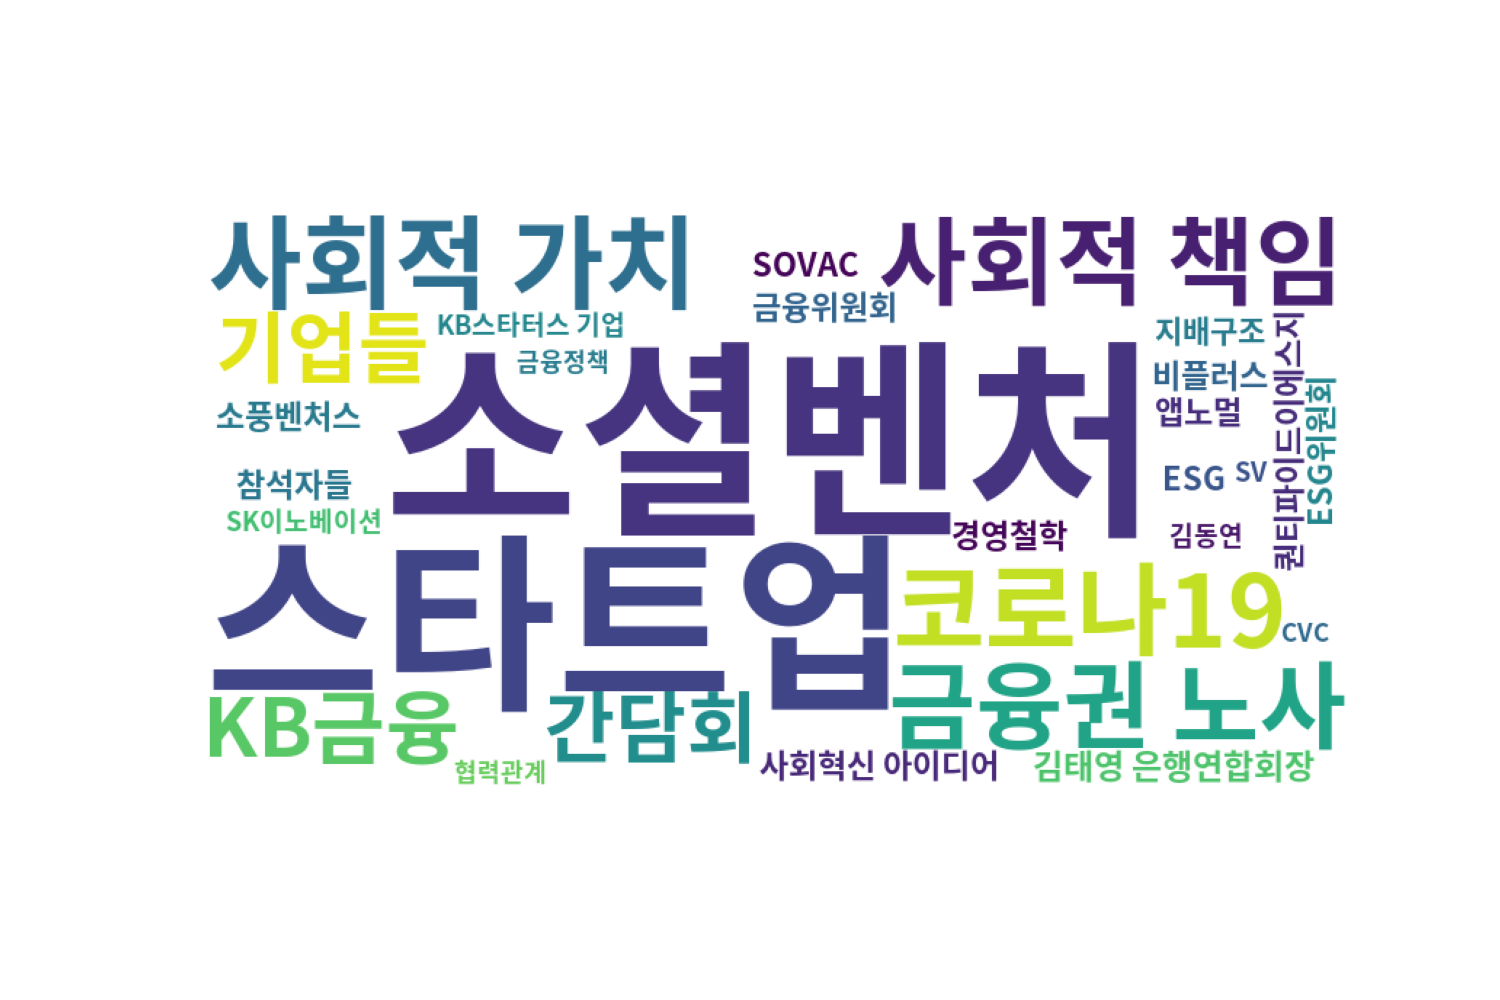 사회적 가치
SOVAC
사회적 책임
금융위원회
기업들
KB스타터스 기업
금융정책
지배구조
퀀티파이드이에스지
소셜벤처
비플러스
ESG위원회
소풍벤처스
앱노멀
참석자들
ESG
SV
SK이노베이션
경영철학
김동연
스타트업
코로나19
CVC
KB금융
간담회
금융권 노사
협력관계
사회혁신 아이디어
김태영 은행연합회장